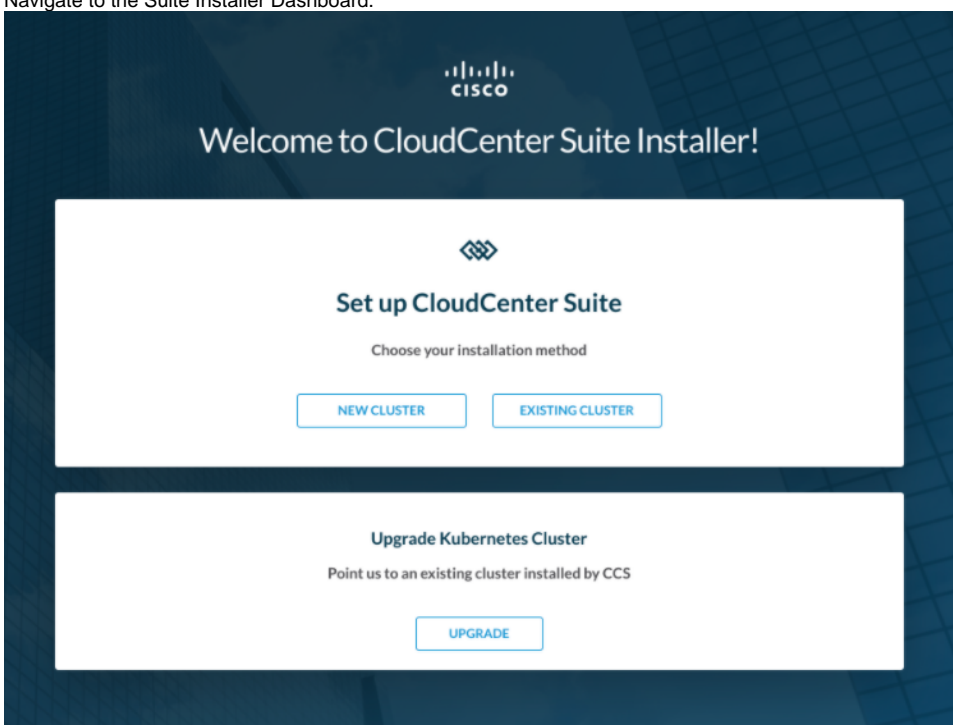 Navigate to the Suite Installer Dashboard.
CISCO
Welcome to CloudCenter Suite Installer!
Set up CloudCenter Suite
Choose your installation method
NEW CLUSTER EXISTING CLUSTER
Upgrade Kubernetes Cluster
Point us to an existing cluster installed by CCS
UPGRADE